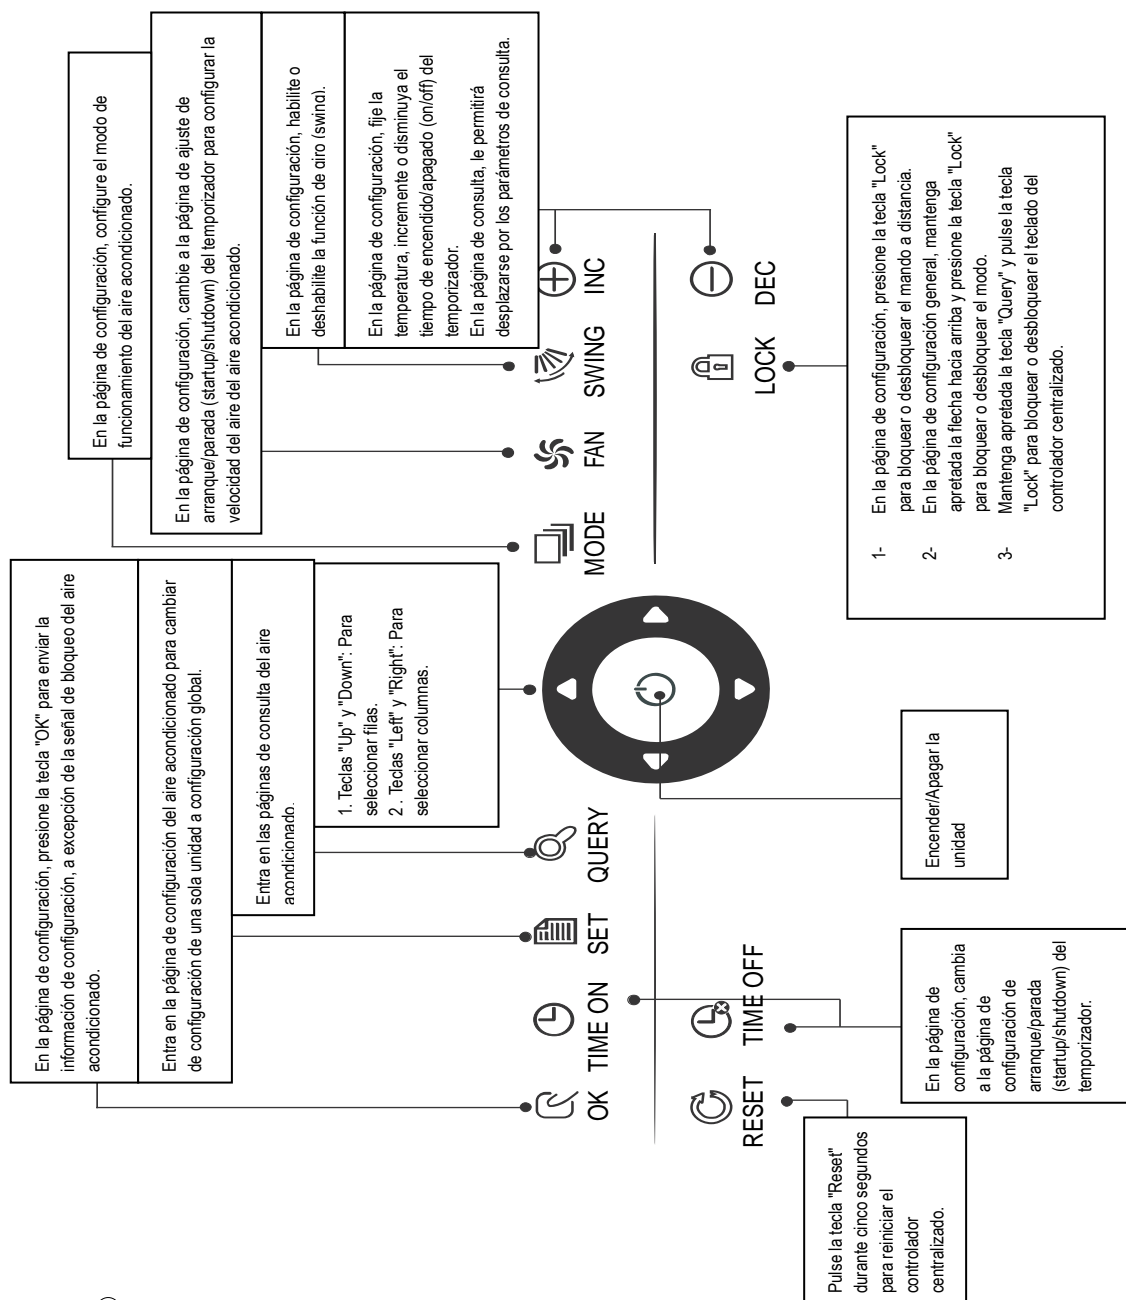 En la página de configuración, presione la tecla "OK" para enviar la
información de configuración, a excepción de la señal de bloqueo del aire
acondicionado.
Entra en la página de configuración del aire acondicionado para cambiar
de configuración de una sola unidad a configuración global.
Entra en las páginas de consulta del aire
acondicionado.
1. Teclas "Up" y "Down": Para
seleccionar filas.
2 . Teclas "Left" y "Right": Para
seleccionar columnas.
En la página de configuración, configure el modo de
funcionamiento del aire acondicionado.
En la página de configuración, cambie a la página de ajuste de
arranque/parada (startup/shutdown) del temporizador para configurar la
velocidad del aire del aire acondicionado.
En la página de configuración, habilite o
deshabilite la función de giro (swing).
En la página de configuración, fije la
temperatura, incremente o disminuya el
tiempo de encendido/apagado (on/off) del
temporizador.
En la página de consulta, le permitirá
desplazarse por los parámetros de consulta.
OK TIME ON SET QUERY MODE FAN SWING INC
RESET TIME OFF LOCK DEC
Pulse la tecla "Reset"
durante cinco segundos
para reiniciar el
controlador
centralizado.
En la página de
configuración, cambia
a la página de
configuración de
arranque/parada
(startup/shutdown) del
temporizador.
Encender/Apagar la
unidad
1- En la página de configuración, presione la tecla "Lock"
para bloquear o desbloquear el mando a distancia.
2- En la página de configuración general, mantenga
apretada la flecha hacia arriba y presione la tecla "Lock"
para bloquear o desbloquear el modo.
3- Mantenga apretada la tecla "Query" y pulse la tecla
"Lock" para bloquear o desbloquear el teclado del
controlador centralizado.